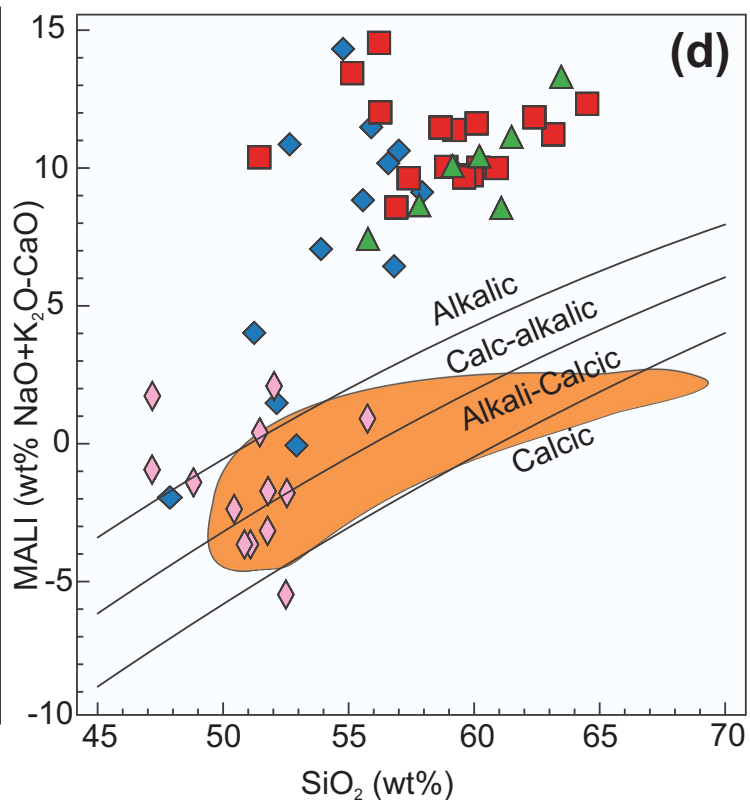 (d)
15
10
5
0
-5
-10
MALI (wt% NaO+K₂O-CaO)
Alkalic
Calc-alkalic
Alkali-Calcic
Calcic
45 50 55 60 65 70
SiO₂ (wt%)